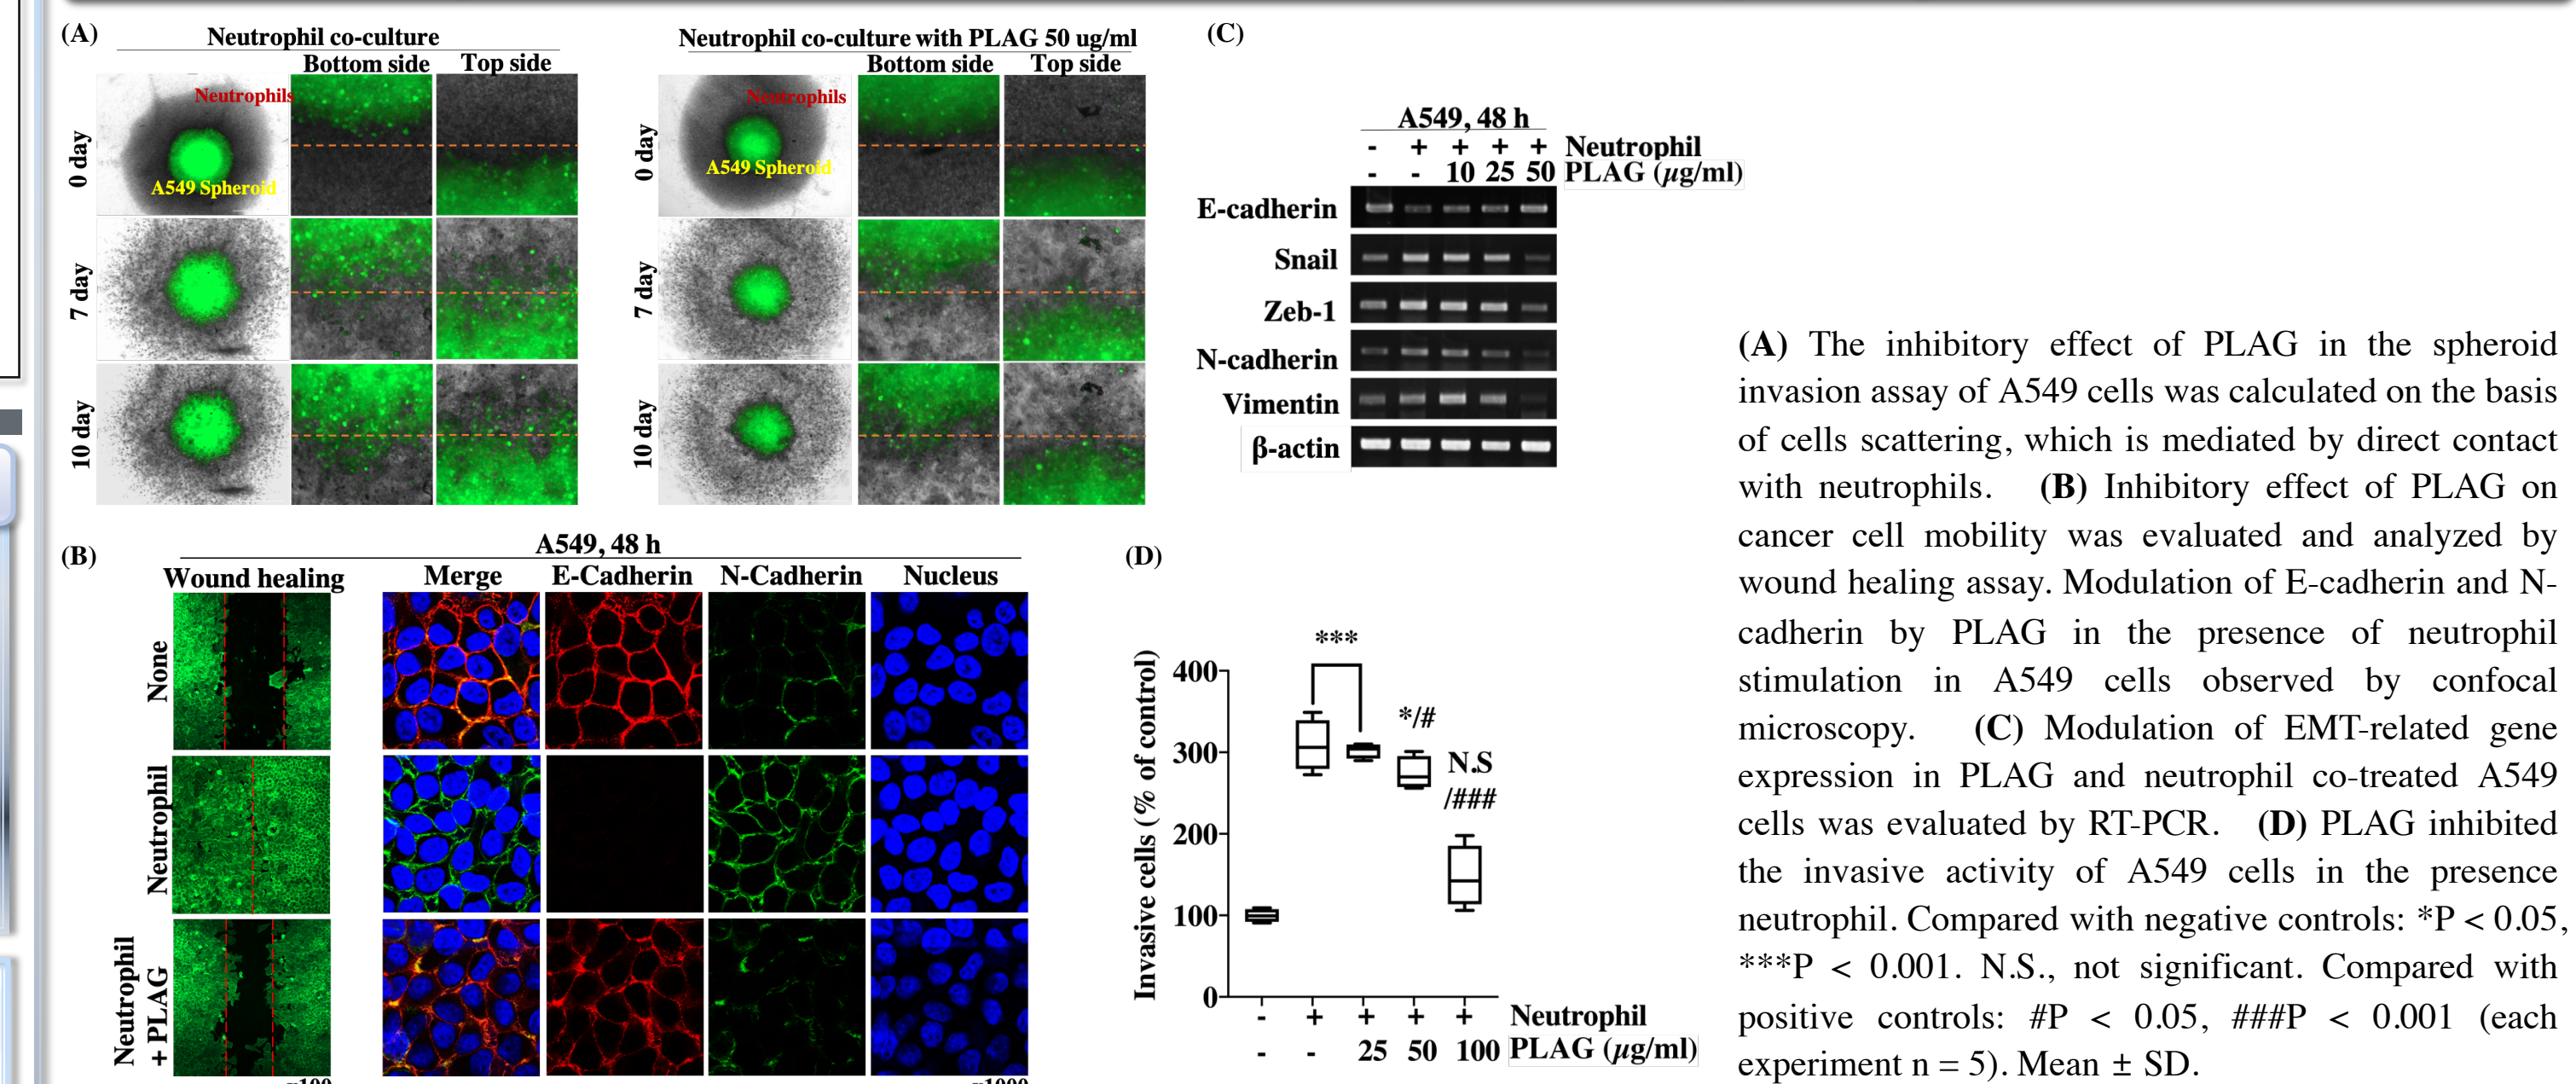 (A)
Neutrophil co-culture
Bottom side Top side
Neutrophils
A549 Spheroid
0 day
7 day
10 day
Neutrophil co-culture with PLAG 50 ug/ml
Bottom side Top side
Neutrophils
A549 Spheroid
0 day
7 day
10 day
(B)
A549, 48 h
Wound healing Merge E-Cadherin N-Cadherin Nucleus
None
Neutrophil
Neutrophil
+ PLAG
x100 x1000
(C)
A549, 48 h
- + + + + Neutrophil
- - 10 25 50 PLAG (µg/ml)
E-cadherin
Snail
Zeb-1
N-cadherin
Vimentin
β-actin
(D)
Invasive cells (% of control)
400
300
200
100
0
***
*/#
N.S
/###
- + + + + Neutrophil
- - 25 50 100 PLAG (µg/ml)
(A) The inhibitory effect of PLAG in the spheroid
invasion assay of A549 cells was calculated on the basis
of cells scattering, which is mediated by direct contact
with neutrophils. (B) Inhibitory effect of PLAG on
cancer cell mobility was evaluated and analyzed by
wound healing assay. Modulation of E-cadherin and N-
cadherin by PLAG in the presence of neutrophil
stimulation in A549 cells observed by confocal
microscopy. (C) Modulation of EMT-related gene
expression in PLAG and neutrophil co-treated A549
cells was evaluated by RT-PCR. (D) PLAG inhibited
the invasive activity of A549 cells in the presence
neutrophil. Compared with negative controls: *P < 0.05,
***P < 0.001. N.S., not significant. Compared with
positive controls: #P < 0.05, ###P < 0.001 (each
experiment n = 5). Mean ± SD.